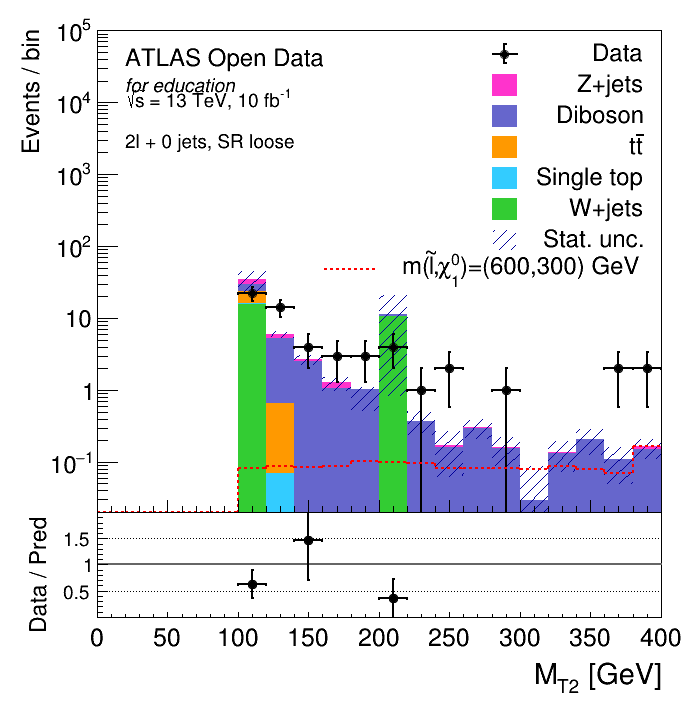 Events / bin
10⁵
10⁴
10³
10²
10
1
10⁻¹
ATLAS Open Data
for education
√s = 13 TeV, 10 fb⁻¹
2l + 0 jets, SR loose
Data
Z+jets
Diboson
tt̄
Single top
W+jets
Stat. unc.
m(l̃,χ₁⁰)=(600,300) GeV
Data / Pred
1.5
1
0.5
0 50 100 150 200 250 300 350 400
M_T2 [GeV]